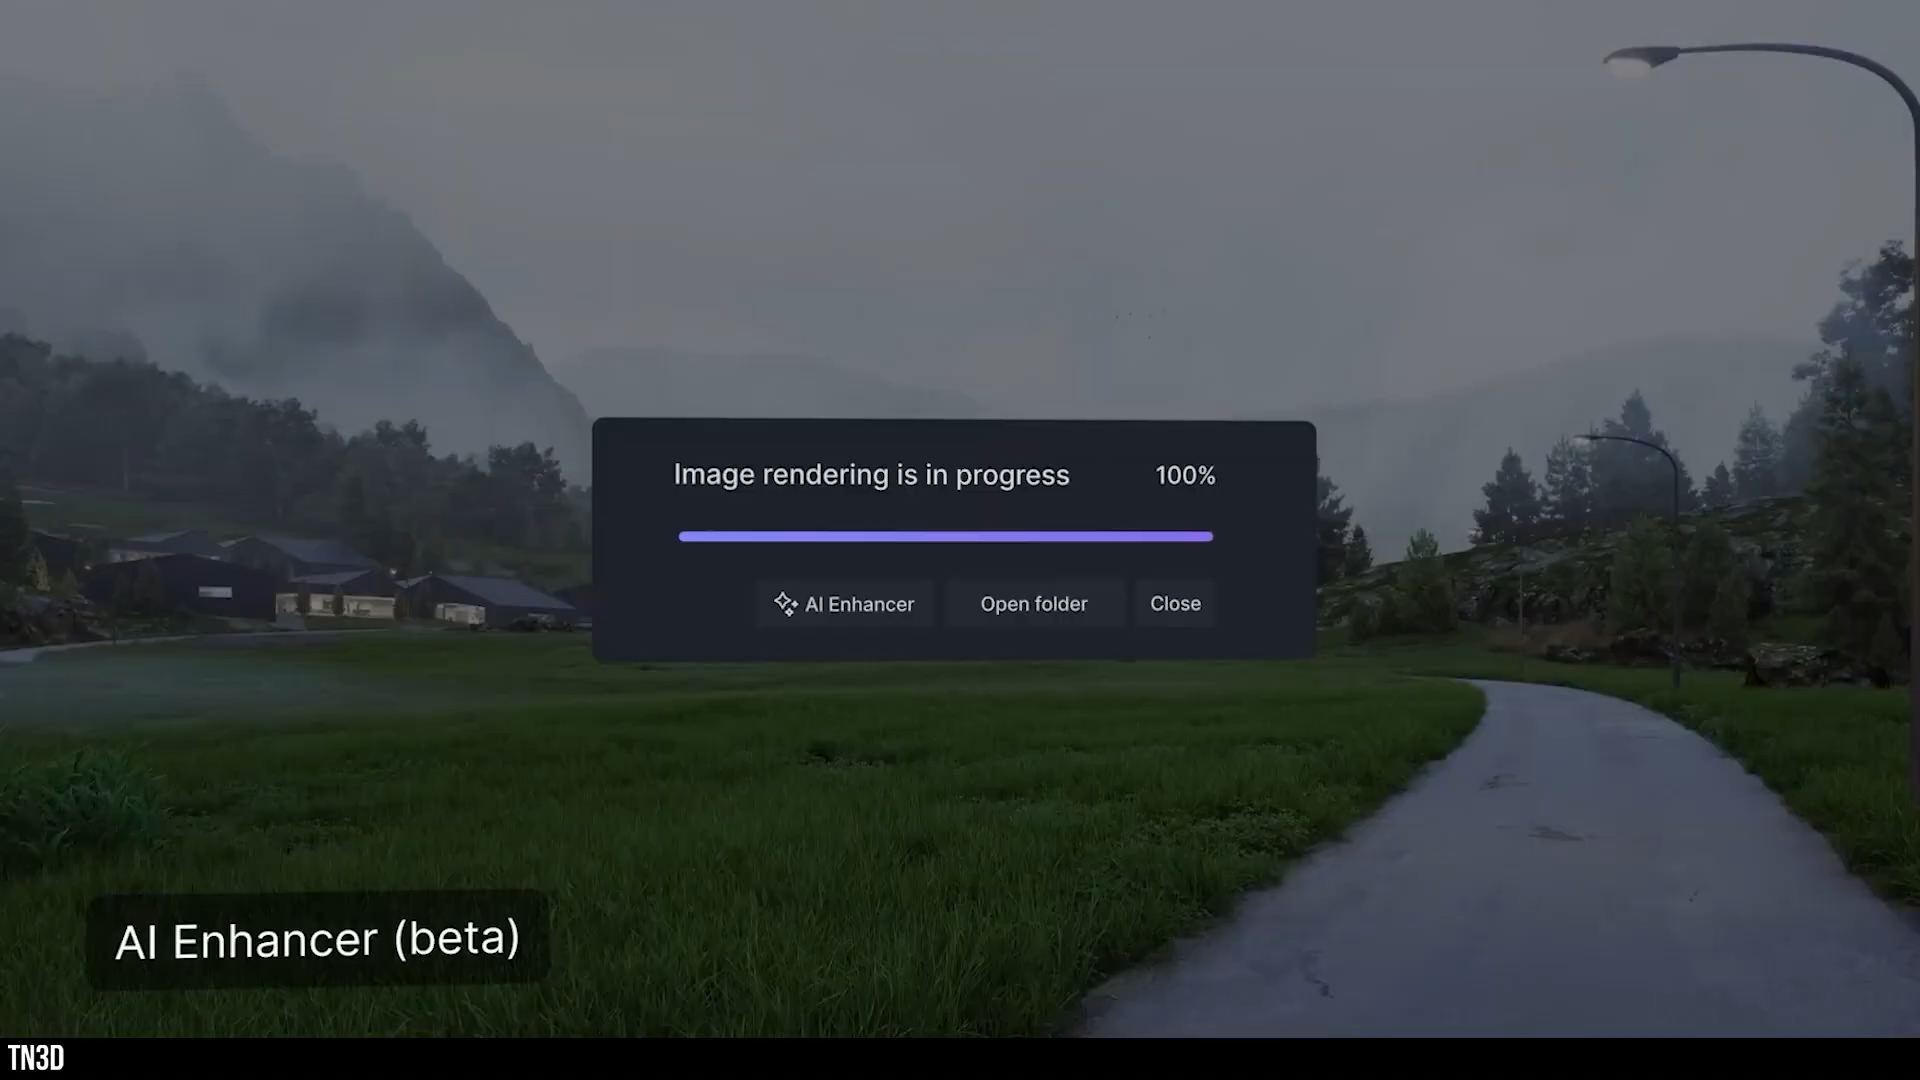 Image rendering is in progress 100%
AI Enhancer Open folder Close
AI Enhancer (beta)
TN3D